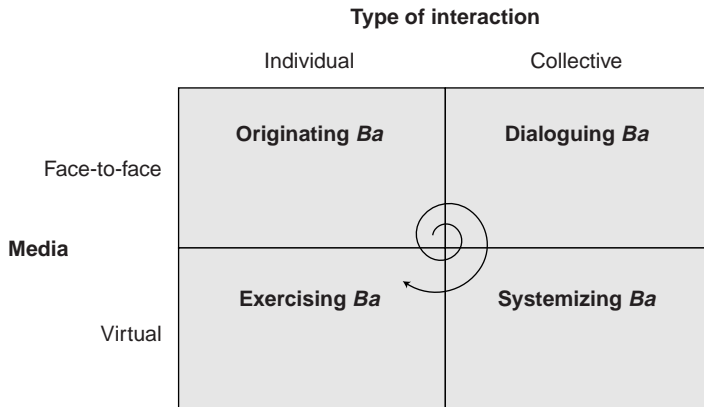 Type of interaction
Individual
Collective
Originating Ba
Dialoguing Ba
Face-to-face
Media
Exercising Ba
Systemizing Ba
Virtual